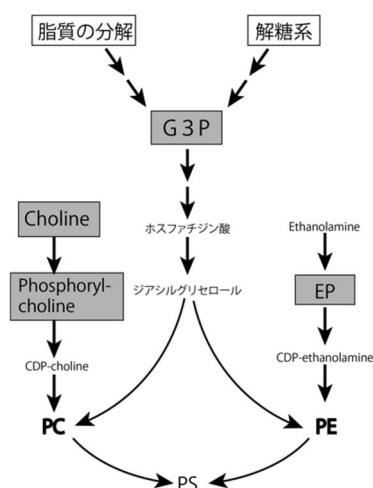 脂質の分解
解糖系
G3P
Choline
ホスファチジン酸
Ethanolamine
Phosphoryl-
choline
ジアシルグリセロール
EP
CDP-choline
CDP-ethanolamine
PC
PE
PS